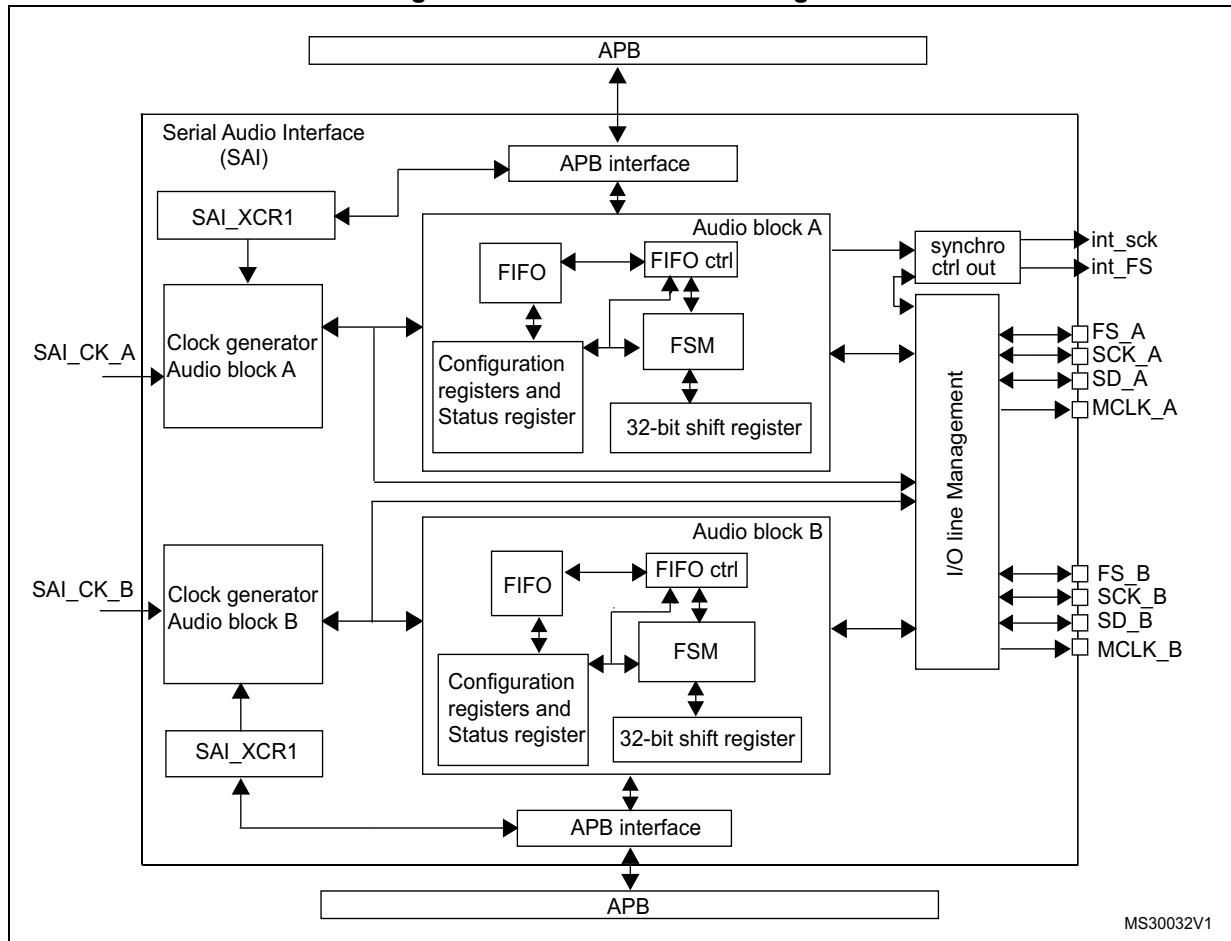 APB
Serial Audio Interface
(SAI)
APB interface
SAI_XCR1
Audio block A
synchro
ctrl out
int_sck
int_FS
FIFO
FIFO ctrl
Clock generator
Audio block A
SAI_CK_A
FSM
Configuration
registers and
Status register
32-bit shift register
FS_A
SCK_A
SD_A
MCLK_A
I/O line Management
Audio block B
FIFO
FIFO ctrl
Clock generator
Audio block B
SAI_CK_B
FSM
Configuration
registers and
Status register
32-bit shift register
FS_B
SCK_B
SD_B
MCLK_B
SAI_XCR1
APB interface
APB
MS30032V1